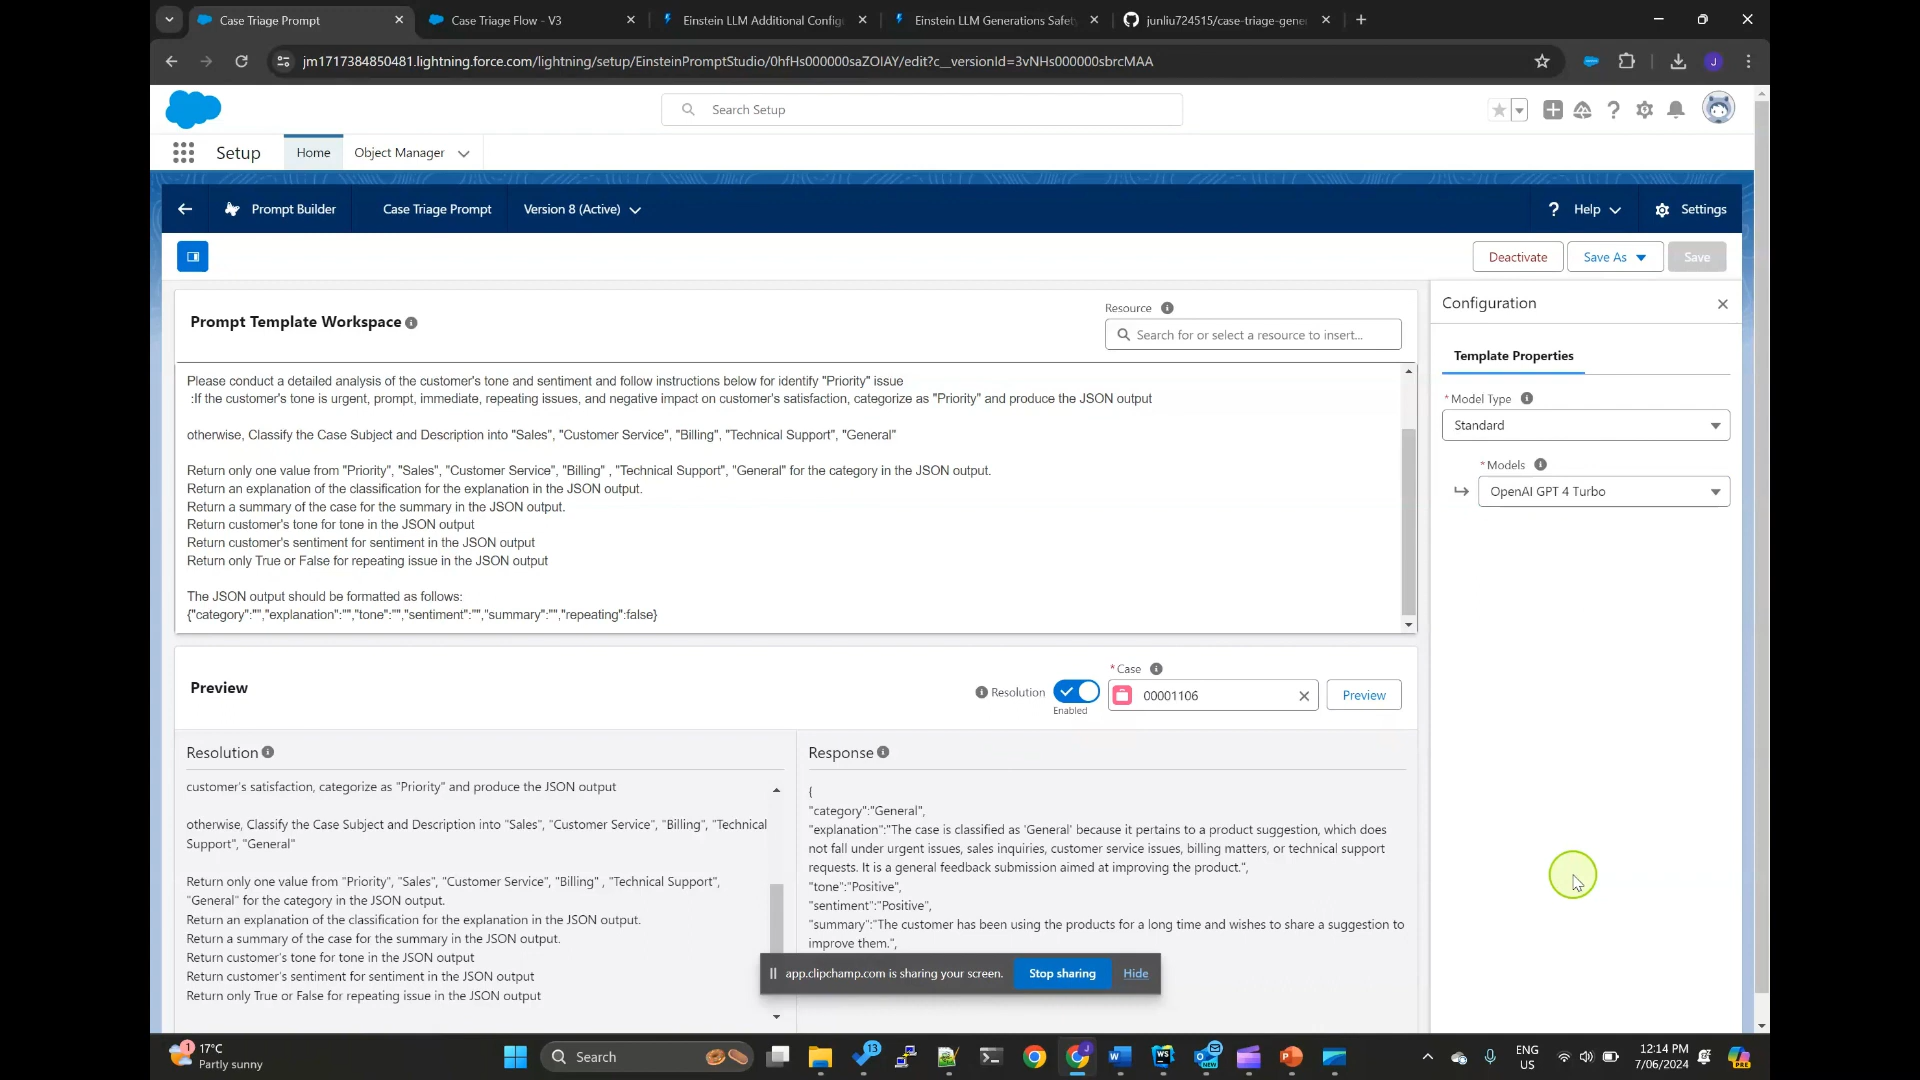 Case Triage Prompt
Case Triage Flow - V3
Einstein LLM Additional Config
Einstein LLM Generations Safet
junliu724515/case-triage-gene
jm1717384850481.lightning.force.com/lightning/setup/EinsteinPromptStudio/0hfHs000000saZOIAY/edit?c__versionId=3vNHs000000sbrcMAA
J
Search Setup
Setup
Home
Object Manager
Prompt Builder
Case Triage Prompt
Version 8 (Active)
? Help
Settings
Deactivate
Save As
Save
Prompt Template Workspace
Resource
Search for or select a resource to insert...
Please conduct a detailed analysis of the customer's tone and sentiment and follow instructions below for identify "Priority" issue
:If the customer's tone is urgent, prompt, immediate, repeating issues, and negative impact on customer's satisfaction, categorize as "Priority" and produce the JSON output
otherwise, Classify the Case Subject and Description into "Sales", "Customer Service", "Billing", "Technical Support", "General"
Return only one value from "Priority", "Sales", "Customer Service", "Billing" , "Technical Support", "General" for the category in the JSON output.
Return an explanation of the classification for the explanation in the JSON output.
Return a summary of the case for the summary in the JSON output.
Return customer's tone for tone in the JSON output
Return customer's sentiment for sentiment in the JSON output
Return only True or False for repeating issue in the JSON output
The JSON output should be formatted as follows:
{"category":"","explanation":"","tone":"","sentiment":"","summary":"","repeating":false}
Configuration
Template Properties
* Model Type
Standard
* Models
OpenAI GPT 4 Turbo
Preview
Resolution
Enabled
* Case
00001106
Preview
Resolution
customer's satisfaction, categorize as "Priority" and produce the JSON output
otherwise, Classify the Case Subject and Description into "Sales", "Customer Service", "Billing", "Technical
Support", "General"
Return only one value from "Priority", "Sales", "Customer Service", "Billing" , "Technical Support",
"General" for the category in the JSON output.
Return an explanation of the classification for the explanation in the JSON output.
Return a summary of the case for the summary in the JSON output.
Return customer's tone for tone in the JSON output
Return customer's sentiment for sentiment in the JSON output
Return only True or False for repeating issue in the JSON output
Response
{
"category":"General",
"explanation":"The case is classified as 'General' because it pertains to a product suggestion, which does
not fall under urgent issues, sales inquiries, customer service issues, billing matters, or technical support
requests. It is a general feedback submission aimed at improving the product.",
"tone":"Positive",
"sentiment":"Positive",
"summary":"The customer has been using the products for a long time and wishes to share a suggestion to
improve them.",
app.clipchamp.com is sharing your screen.
Stop sharing
Hide
1
17°C
Partly sunny
Search
13
ENG
US
12:14 PM
7/06/2024